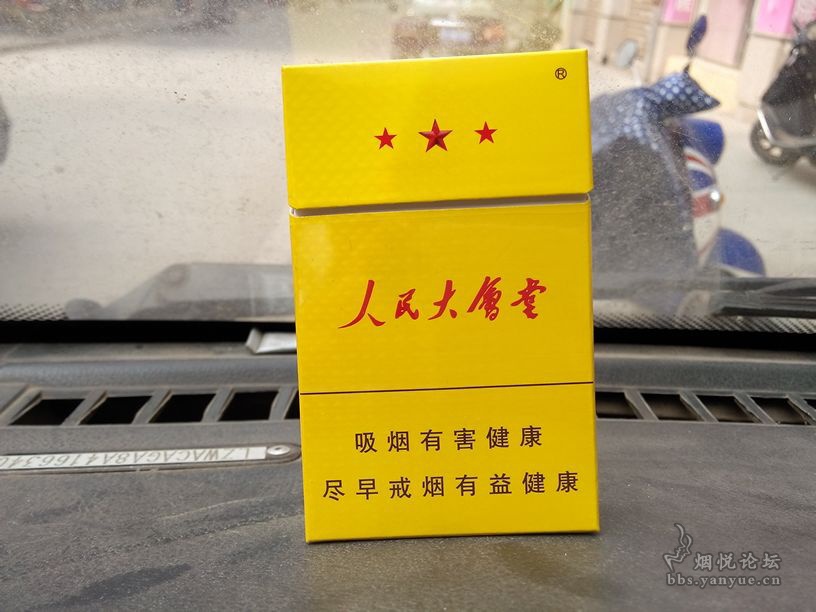 ®
人民大會堂
吸烟有害健康
尽早戒烟有益健康
LZWACAGA8A416634
烟悦论坛
bbs.yanyue.cn